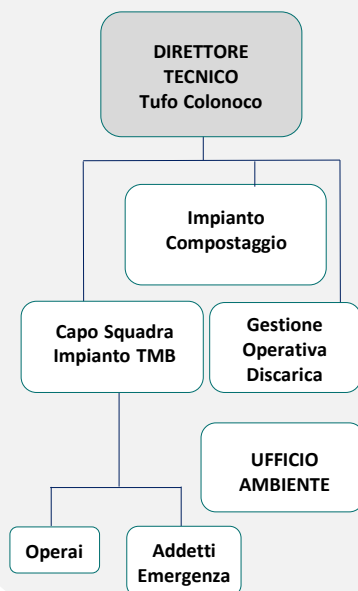 DIRETTORE
TECNICO
Tufo Colonoco
Impianto
Compostaggio
Capo Squadra
Impianto TMB
Gestione
Operativa
Discarica
UFFICIO
AMBIENTE
Operai
Addetti
Emergenza